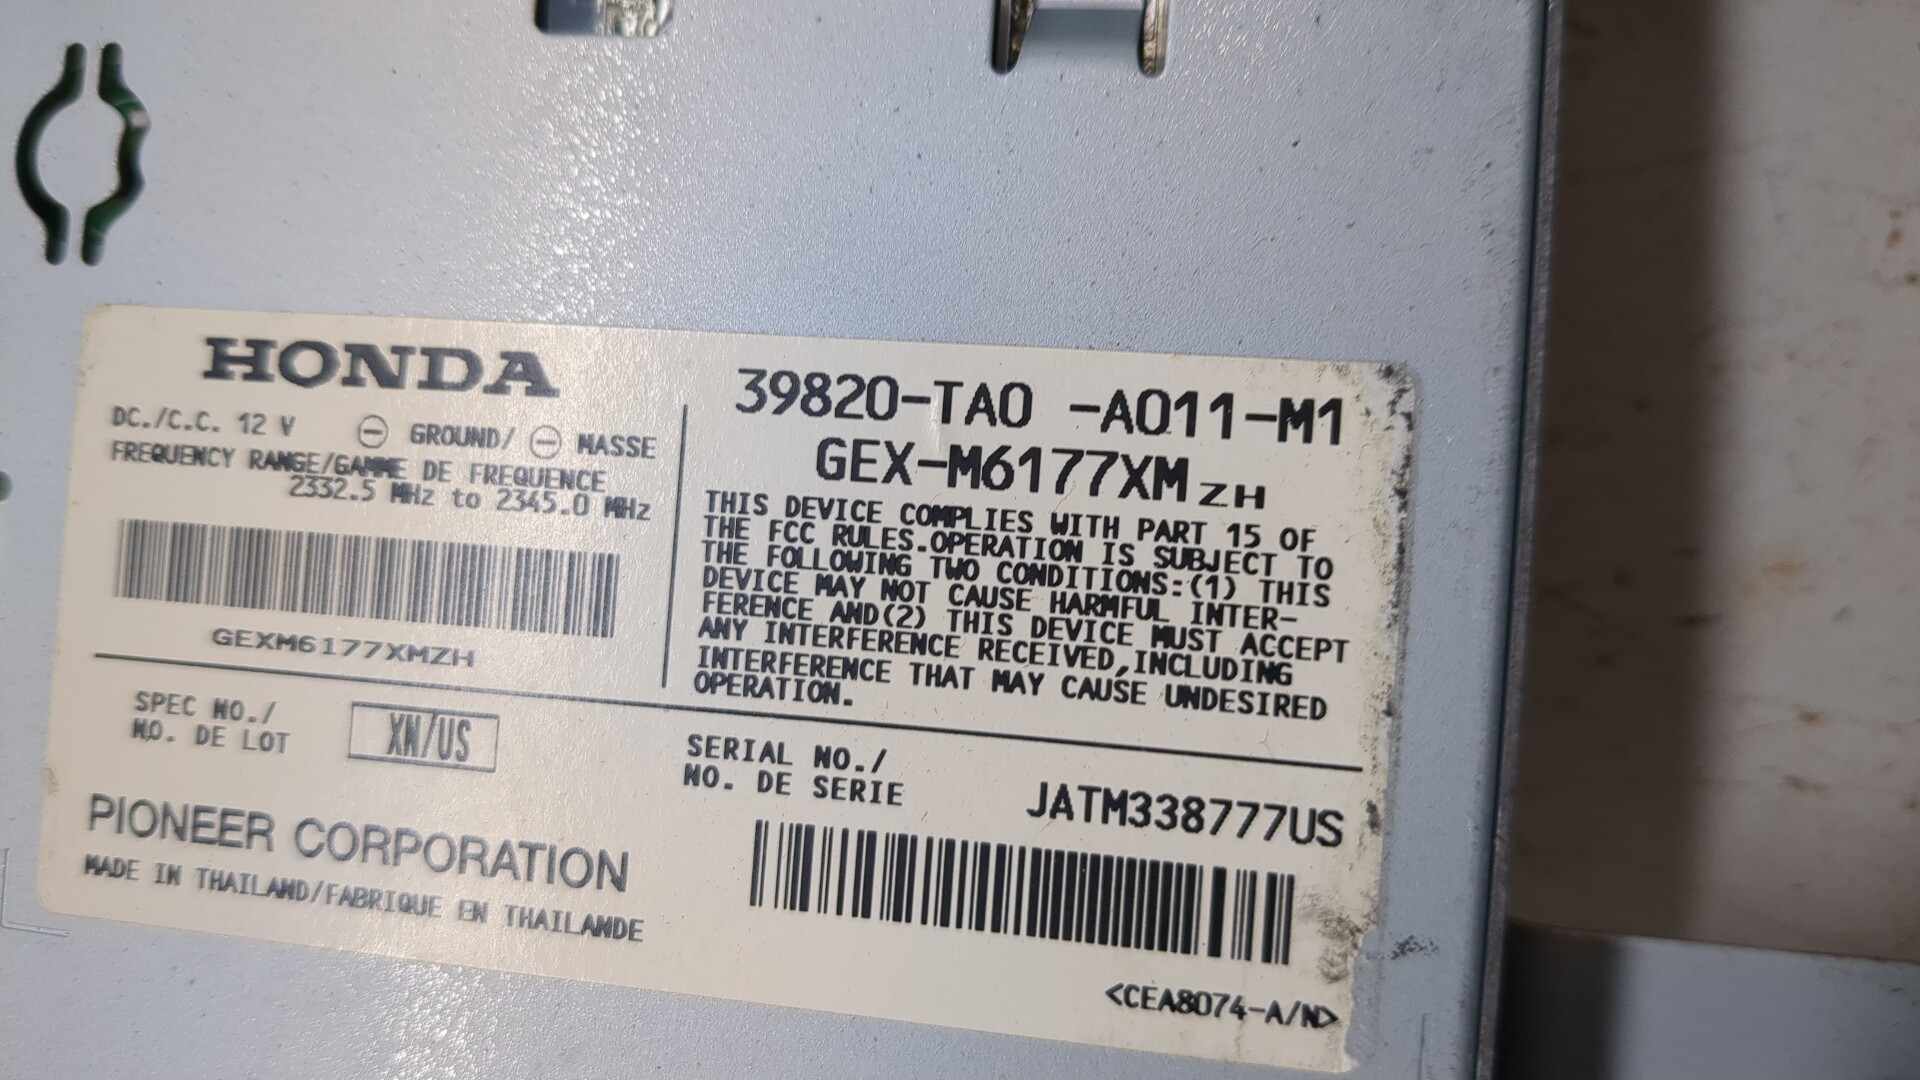 HONDA
DC./C.C. 12 V ⊖ GROUND/ ⊖ MASSE
FREQUENCY RANGE/GAMME DE FREQUENCE
2332.5 MHz to 2345.0 MHz
GEXM6177XMZH
39820-TA0 -A011-M1
GEX-M6177XM ZH
THIS DEVICE COMPLIES WITH PART 15 OF
THE FCC RULES.OPERATION IS SUBJECT TO
THE FOLLOWING TWO CONDITIONS:(1) THIS
DEVICE MAY NOT CAUSE HARMFUL INTER-
FERENCE AND(2) THIS DEVICE MUST ACCEPT
ANY INTERFERENCE RECEIVED,INCLUDING
INTERFERENCE THAT MAY CAUSE UNDESIRED
OPERATION.
SPEC NO./
NO. DE LOT
XN/US
PIONEER CORPORATION
MADE IN THAILAND/FABRIQUE EN THAILANDE
SERIAL NO./
NO. DE SERIE
JATM338777US
<CEA8074-A/N>